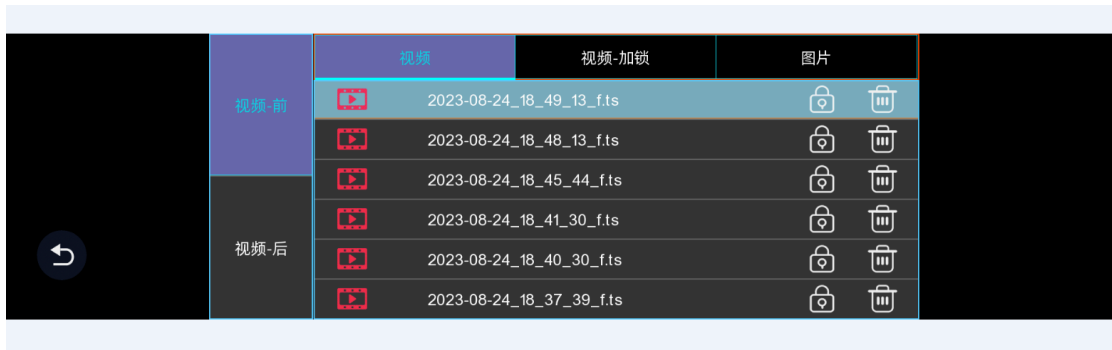 视频 视频-加锁 图片
视频-前
2023-08-24_18_49_13_f.ts
2023-08-24_18_48_13_f.ts
2023-08-24_18_45_44_f.ts
2023-08-24_18_41_30_f.ts
视频-后
2023-08-24_18_40_30_f.ts
2023-08-24_18_37_39_f.ts